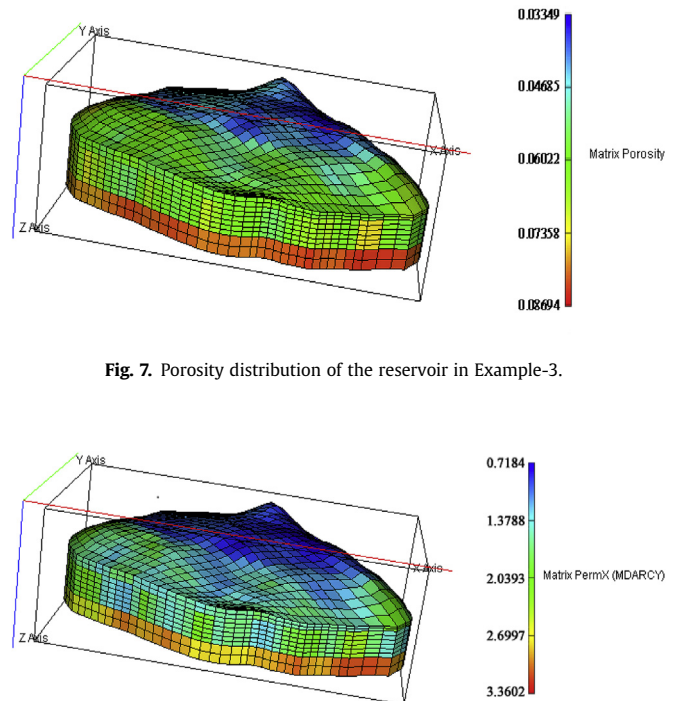 Y Axis
X Axis
Z Axis
0.03349
0.04685
0.06022
0.07358
0.08694
Matrix Porosity
Fig. 7. Porosity distribution of the reservoir in Example-3.
Y Axis
X Axis
Z Axis
0.7184
1.3788
2.0393
2.6997
3.3602
Matrix PermX (MDARCY)